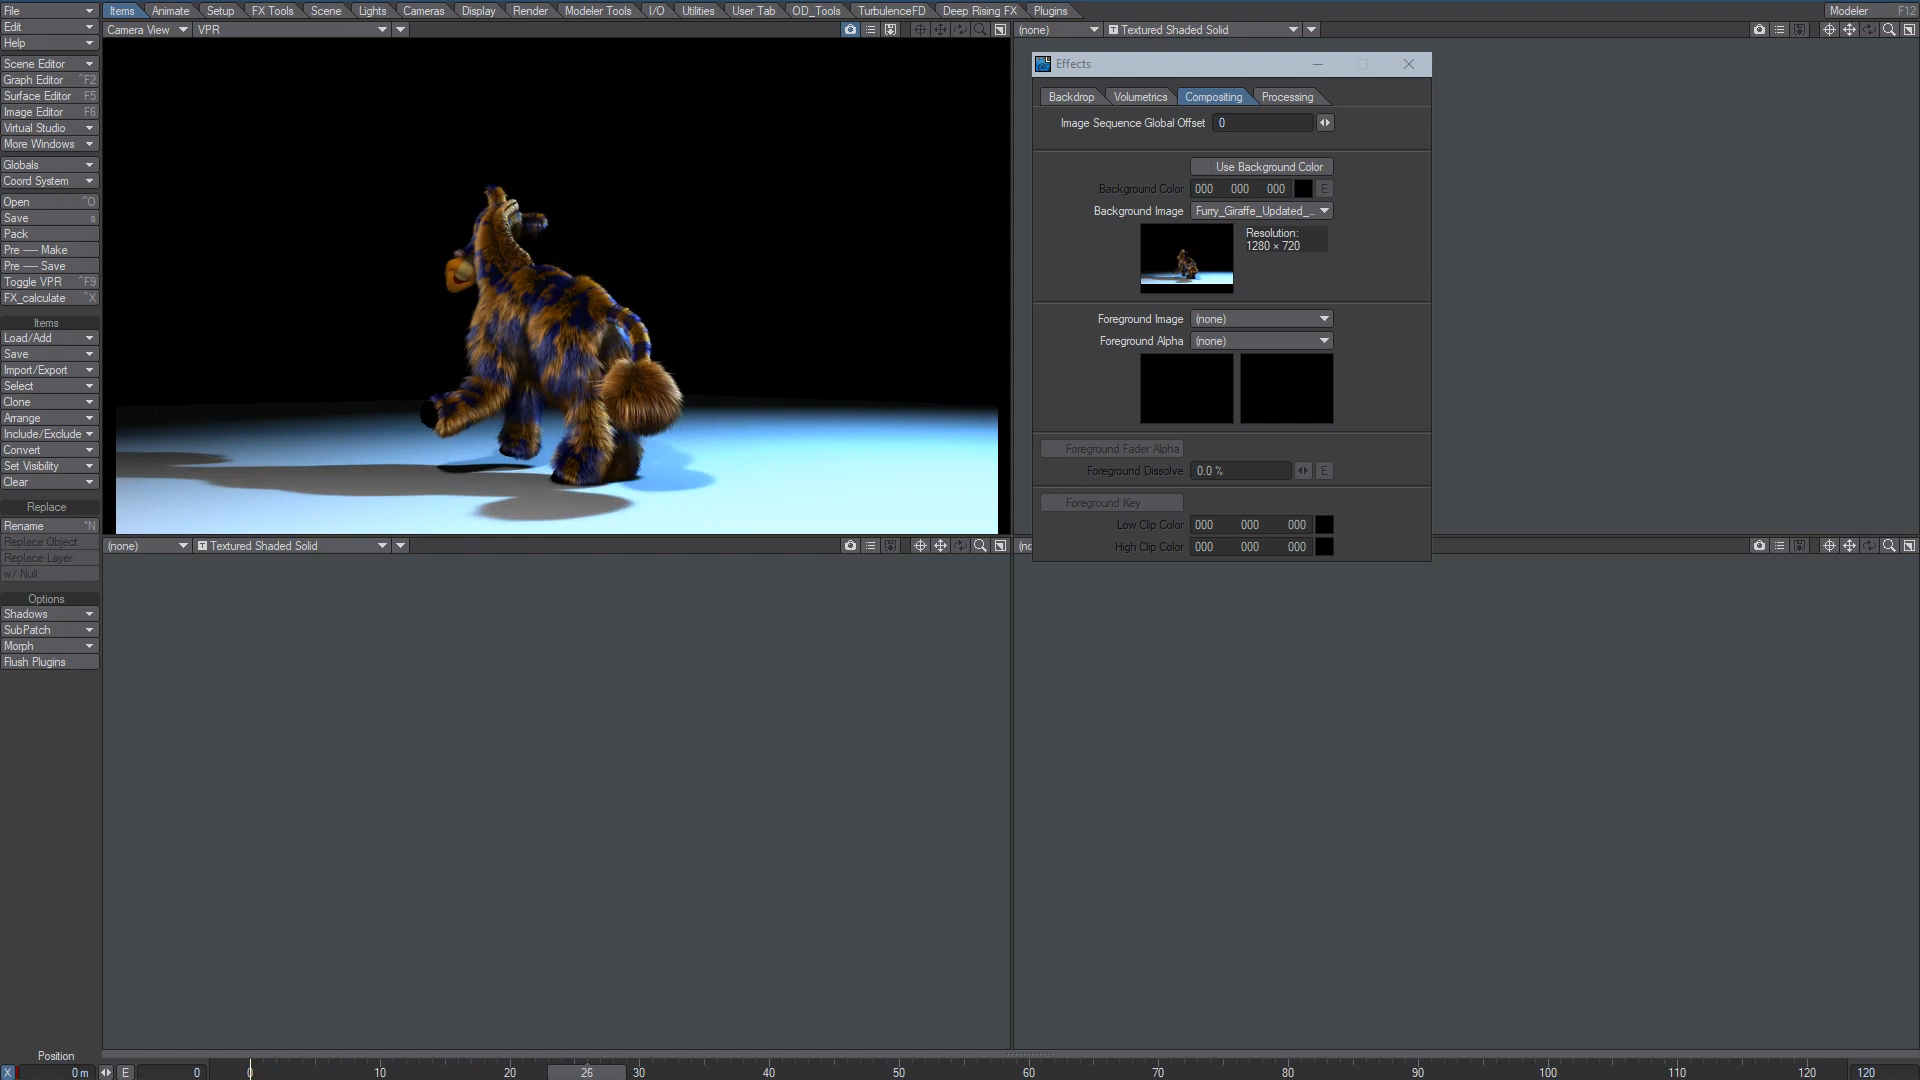 File
Items Animate Setup FX Tools Scene Lights Cameras Display Render Modeler Tools I/O Utilities User Tab OD_Tools TurbulenceFD Deep Rising FX Plugins
Modeler F12
Edit
Help
Camera View VPR
(none) Textured Shaded Solid
Scene Editor
Graph Editor ^F2
Surface Editor F5
Image Editor F6
Virtual Studio
More Windows
Globals
Coord System
Open ^O
Save s
Pack
Pre ---- Make
Pre ---- Save
Toggle VPR ^F9
FX_calculate ^X
Items
Load/Add
Save
Import/Export
Select
Clone
Arrange
Include/Exclude
Convert
Set Visibility
Clear
Replace
Rename ^N
Replace Object
Replace Layer
w/ Null
Options
Shadows
SubPatch
Morph
Flush Plugins
Effects
Backdrop Volumetrics Compositing Processing
Image Sequence Global Offset 0
Use Background Color
Background Color 000 000 000 E
Background Image Furry_Giraffe_Updated_...
Resolution:
1280 × 720
Foreground Image (none)
Foreground Alpha (none)
Foreground Fader Alpha
Foreground Dissolve 0.0 % E
Foreground Key
Low Clip Color 000 000 000
High Clip Color 000 000 000
(none) Textured Shaded Solid
(no
Position
X 0 m E 0
0 10 20 26 30 40 50 60 70 80 90 100 110 120 120